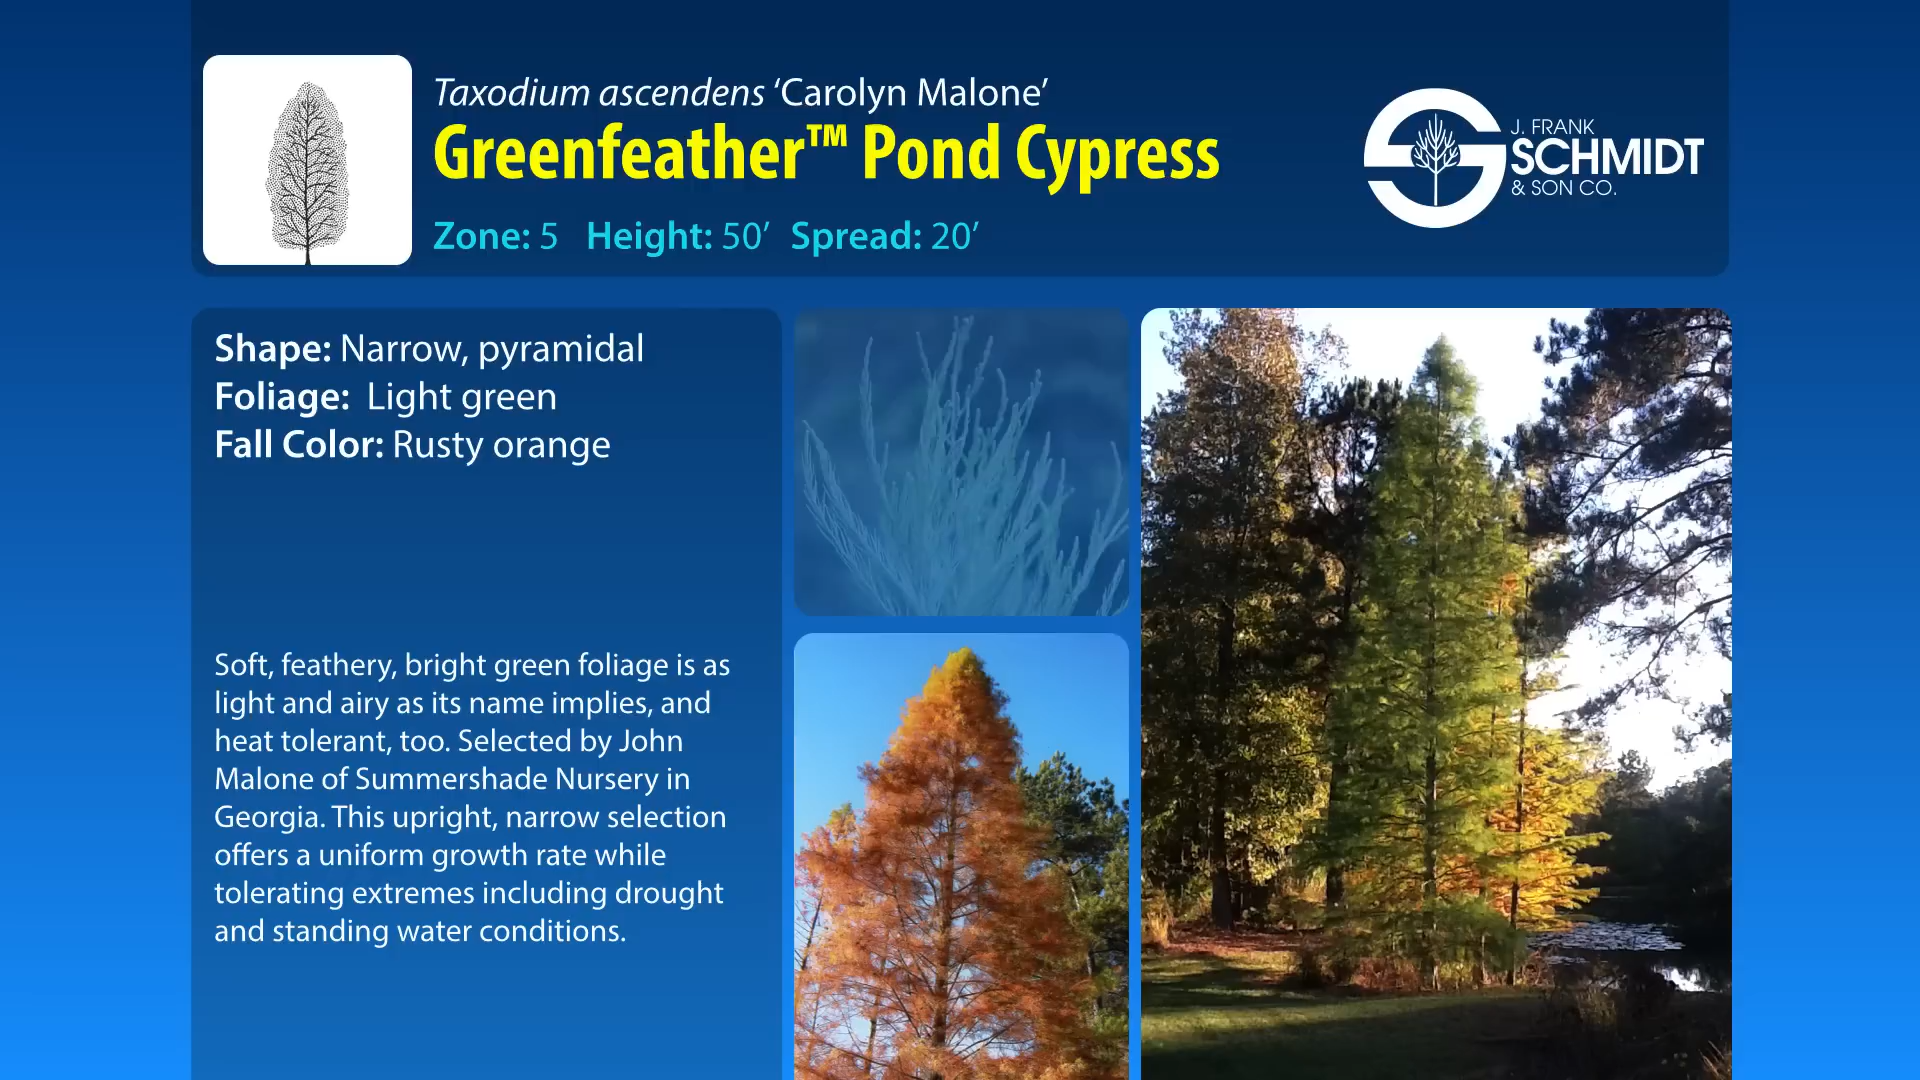 Taxodium ascendens ‘Carolyn Malone’
Greenfeather™ Pond Cypress
Zone: 5 Height: 50’ Spread: 20’
J. FRANK
SCHMIDT
& SON CO.
Shape: Narrow, pyramidal
Foliage: Light green
Fall Color: Rusty orange
Soft, feathery, bright green foliage is as
light and airy as its name implies, and
heat tolerant, too. Selected by John
Malone of Summershade Nursery in
Georgia. This upright, narrow selection
offers a uniform growth rate while
tolerating extremes including drought
and standing water conditions.